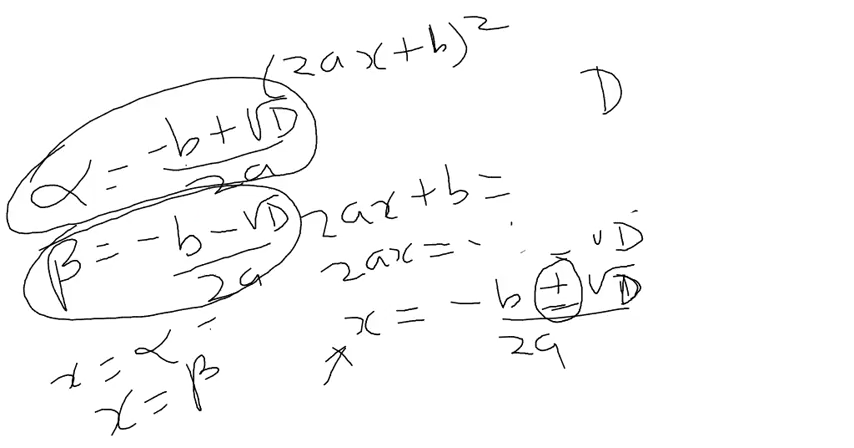 (2ax+b)²
D
α = -b+√D / 2a
β = -b-√D / 2a
2ax+b=
2ax = - ± √D
x = -b ± √D / 2a
x = α =
x = β